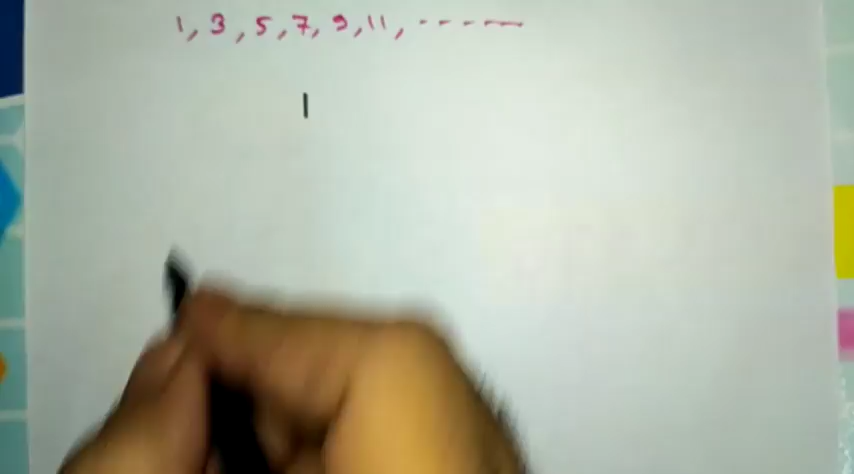 1, 3, 5, 7, 9, 11, -------
1